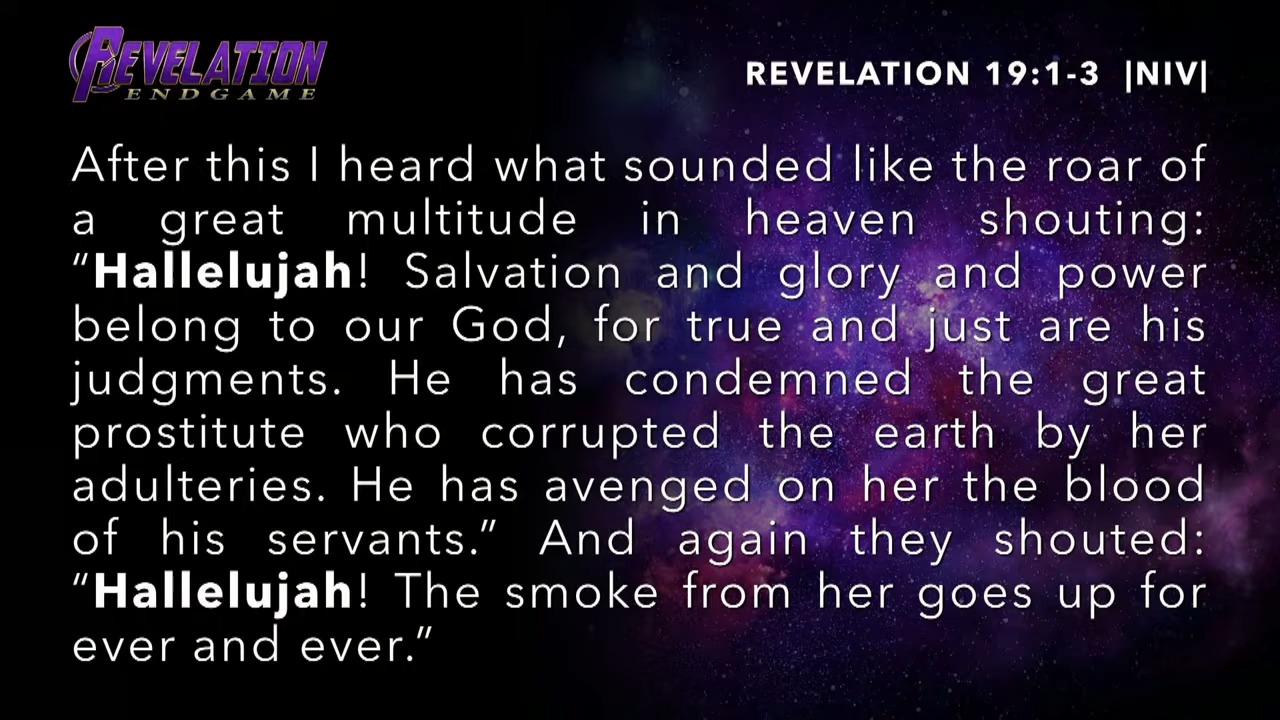 REVELATION
ENDGAME
REVELATION 19:1-3 |NIV|
After this I heard what sounded like the roar of
a great multitude in heaven shouting:
“Hallelujah! Salvation and glory and power
belong to our God, for true and just are his
judgments. He has condemned the great
prostitute who corrupted the earth by her
adulteries. He has avenged on her the blood
of his servants.” And again they shouted:
“Hallelujah! The smoke from her goes up for
ever and ever.”